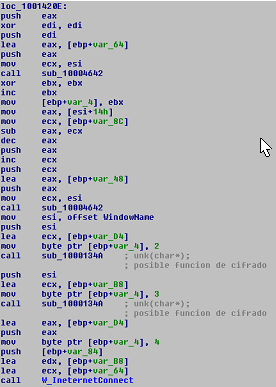 loc_1001420E:
push eax
xor edi, edi
push edi
lea eax, [ebp+var_64]
push eax
mov ecx, esi
call sub_10004642
xor ebx, ebx
inc ebx
mov [ebp+var_4], ebx
mov eax, [esi+14h]
mov ecx, [ebp+var_8C]
sub eax, ecx
dec eax
push eax
inc ecx
push ecx
lea eax, [ebp+var_48]
push eax
mov ecx, esi
call sub_10004642
mov esi, offset WindowName
push esi
lea ecx, [ebp+var_D4]
mov byte ptr [ebp+var_4], 2
call sub_1000134A ; unk(char*);
; posible funcion de cifrado
push esi
lea ecx, [ebp+var_B8]
mov byte ptr [ebp+var_4], 3
call sub_1000134A ; unk(char*);
; posible funcion de cifrado
lea eax, [ebp+var_D4]
push eax
mov byte ptr [ebp+var_4], 4
push [ebp+var_84]
lea edx, [ebp+var_B8]
lea ecx, [ebp+var_64]
call W_InernetConnect